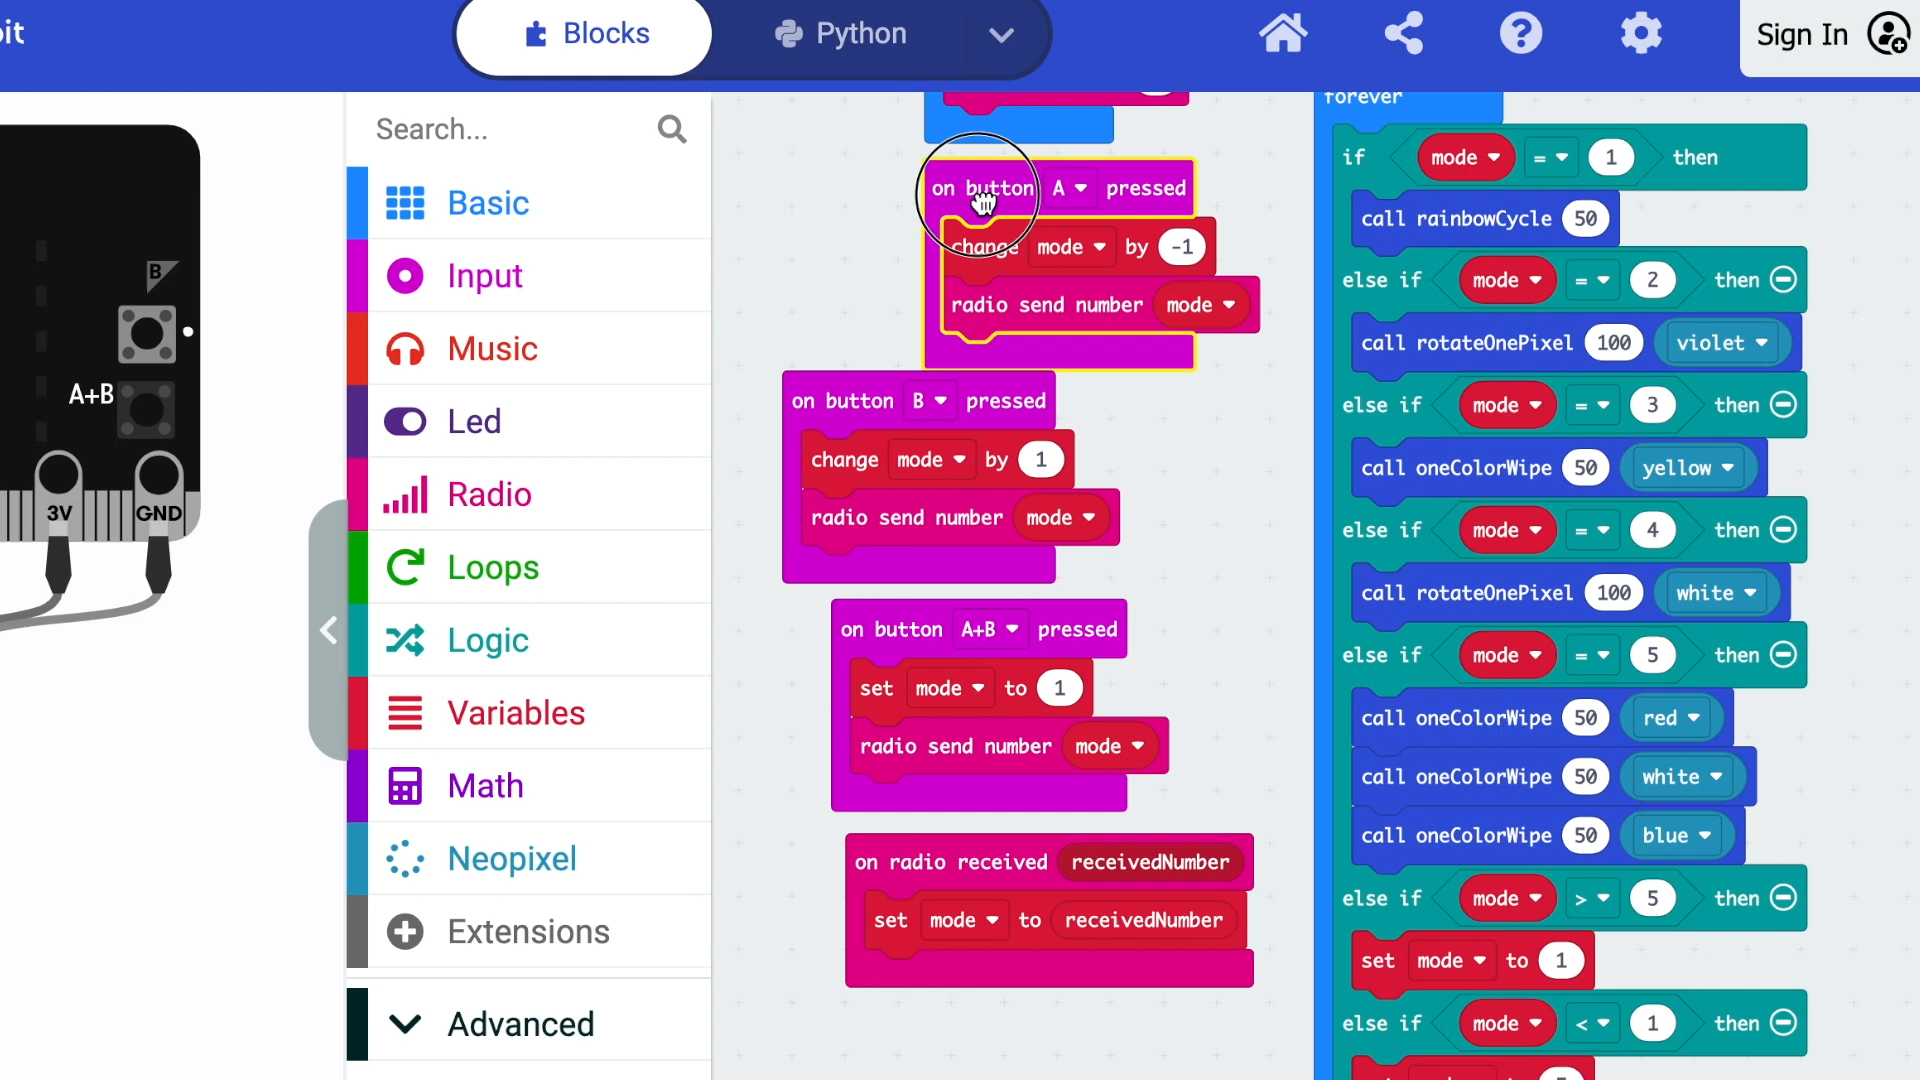 it
Blocks
Python
Sign In
B
A+B
3V
GND
Search...
Basic
Input
Music
Led
Radio
Loops
Logic
Variables
Math
Neopixel
Extensions
Advanced
on button A pressed
change mode by -1
radio send number mode
on button B pressed
change mode by 1
radio send number mode
on button A+B pressed
set mode to 1
radio send number mode
on radio received receivedNumber
set mode to receivedNumber
forever
if mode = 1 then
call rainbowCycle 50
else if mode = 2 then
call rotateOnePixel 100 violet
else if mode = 3 then
call oneColorWipe 50 yellow
else if mode = 4 then
call rotateOnePixel 100 white
else if mode = 5 then
call oneColorWipe 50 red
call oneColorWipe 50 white
call oneColorWipe 50 blue
else if mode > 5 then
set mode to 1
else if mode < 1 then